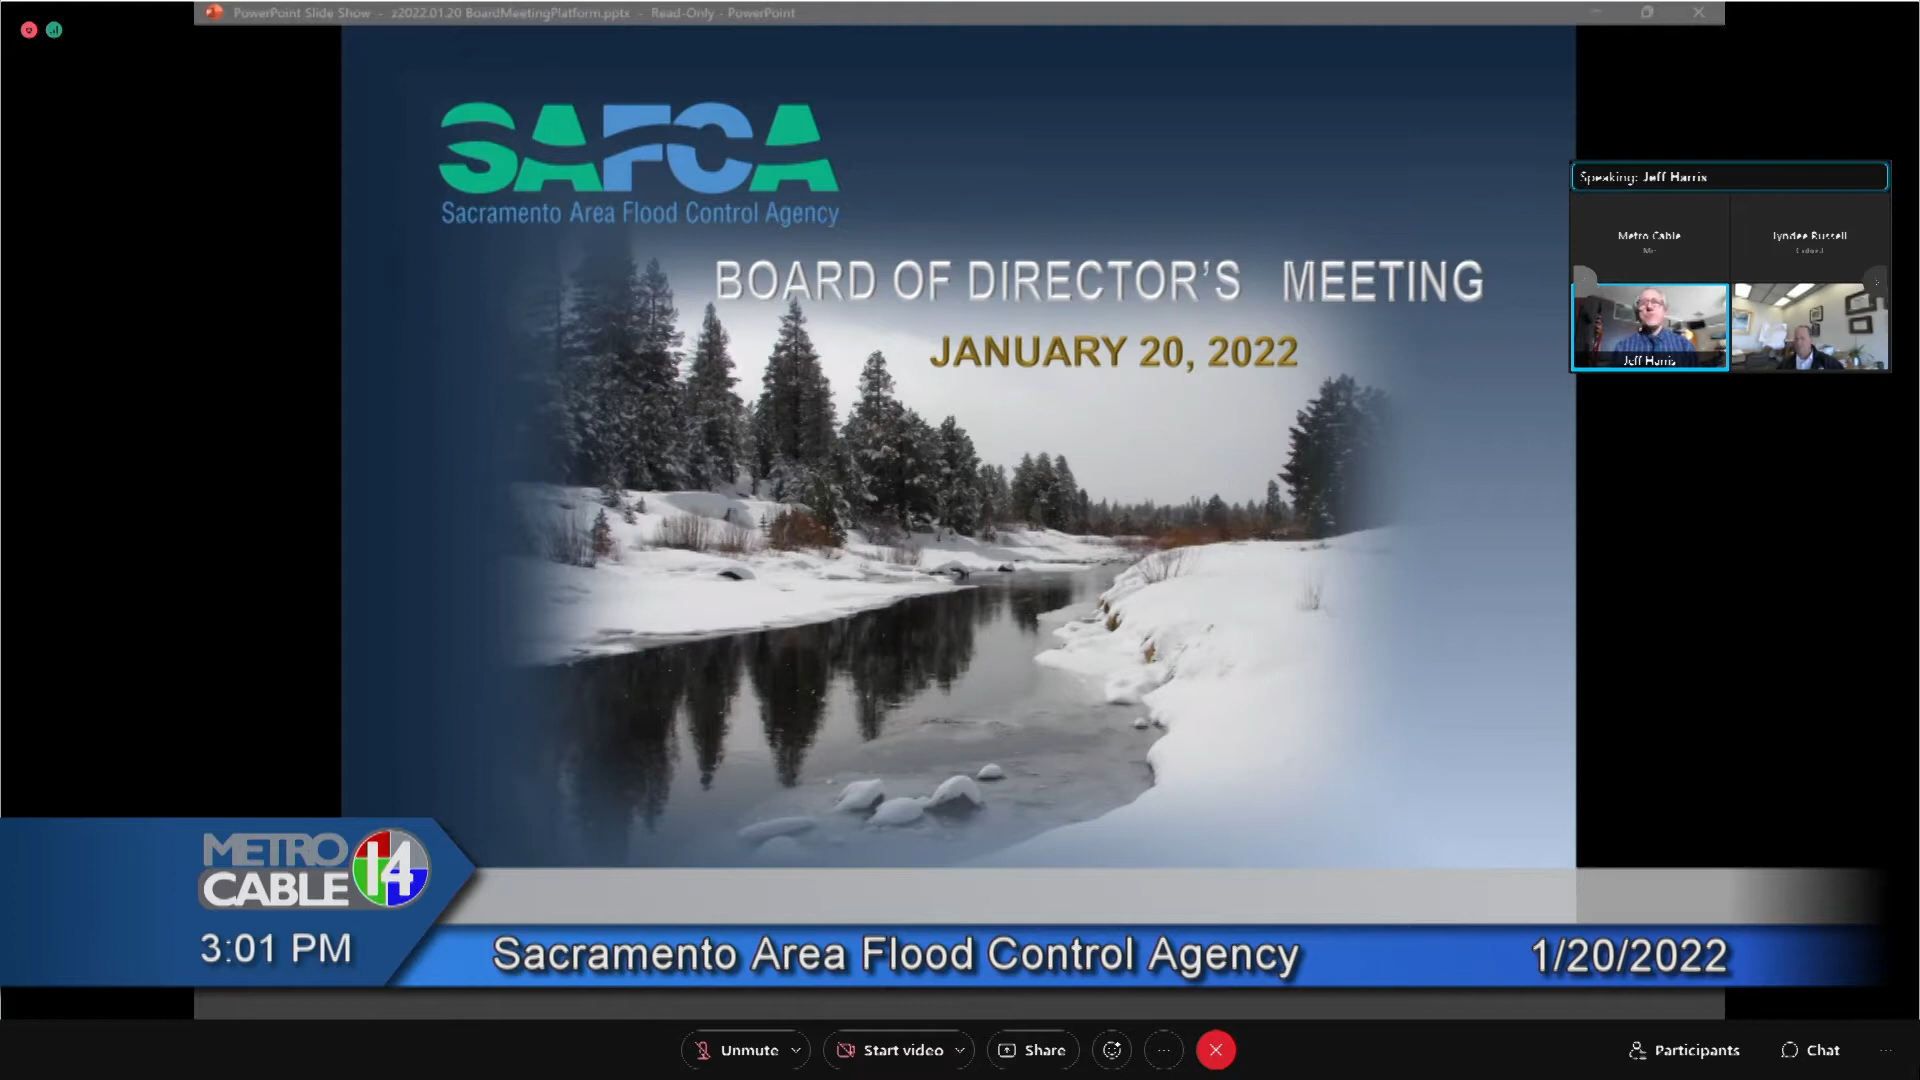 PowerPoint Slide Show - z2022.01.20 BoardMeetingPlatform.pptx - Read-Only - PowerPoint
SAFCA
Sacramento Area Flood Control Agency
BOARD OF DIRECTOR'S MEETING
JANUARY 20, 2022
Speaking: Jeff Harris
Metro Cable
Lyndee Russell
Jeff Harris
METRO
CABLE 14
3:01 PM
Sacramento Area Flood Control Agency
1/20/2022
Unmute
Start video
Share
Participants
Chat